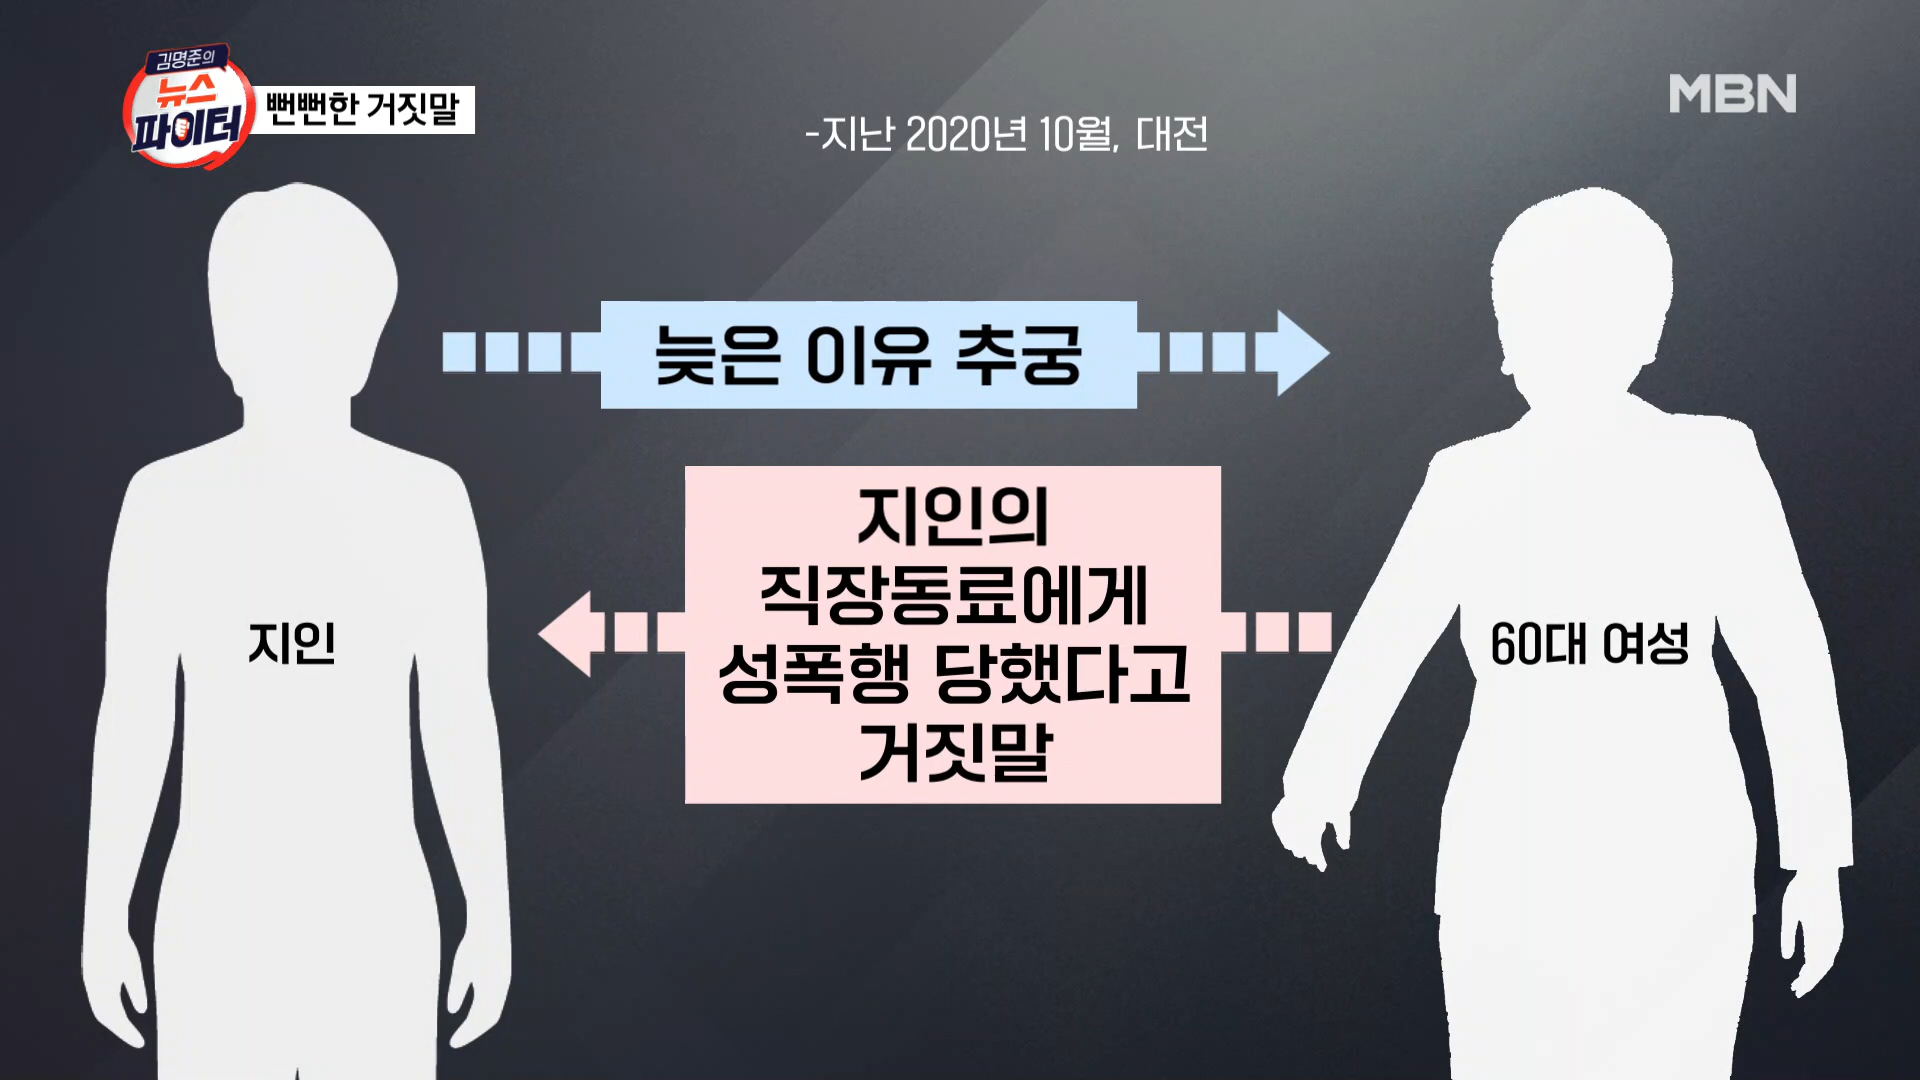 김명준의
뉴스
파이터
뻔뻔한 거짓말
MBN
-지난 2020년 10월, 대전
늦은 이유 추궁
지인의
직장동료에게
성폭행 당했다고
거짓말
지인
60대 여성